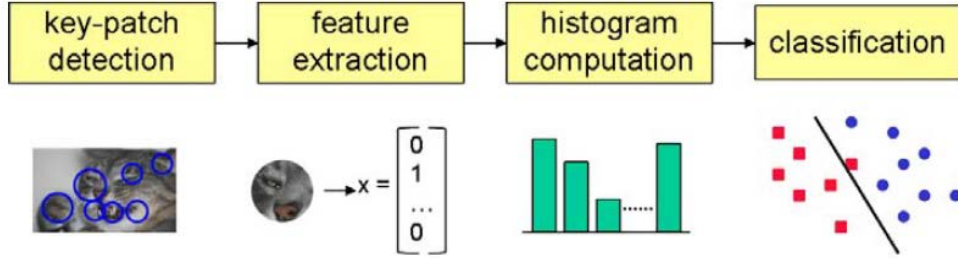 key-patch
detection
feature
extraction
histogram
computation
classification
x =
0
1
...
0
......